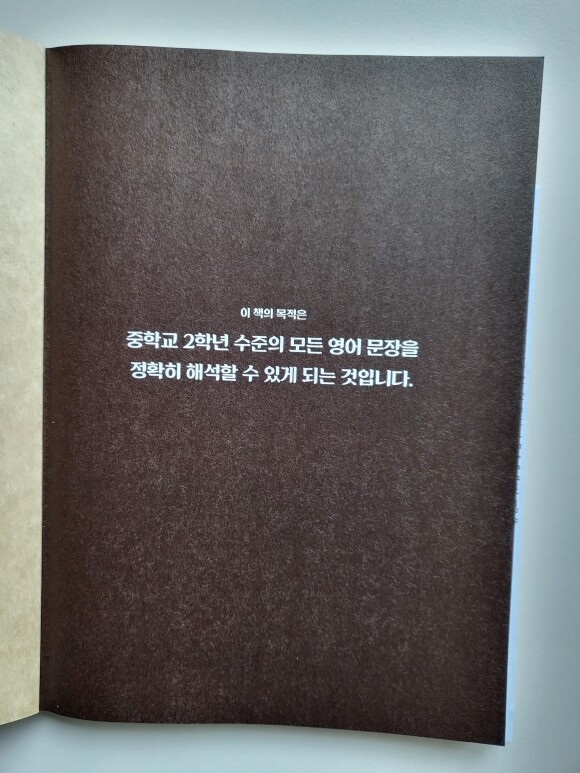 이 책의 목적은
중학교 2학년 수준의 모든 영어 문장을
정확히 해석할 수 있게 되는 것입니다.